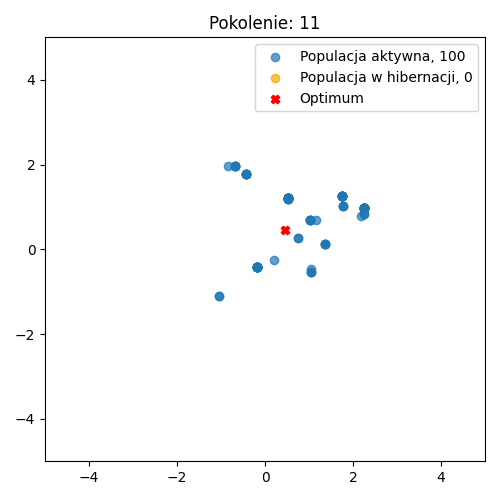 Pokolenie: 11
Populacja aktywna, 100
Populacja w hibernacji, 0
Optimum
4
2
0
−2
−4
−4
−2
0
2
4